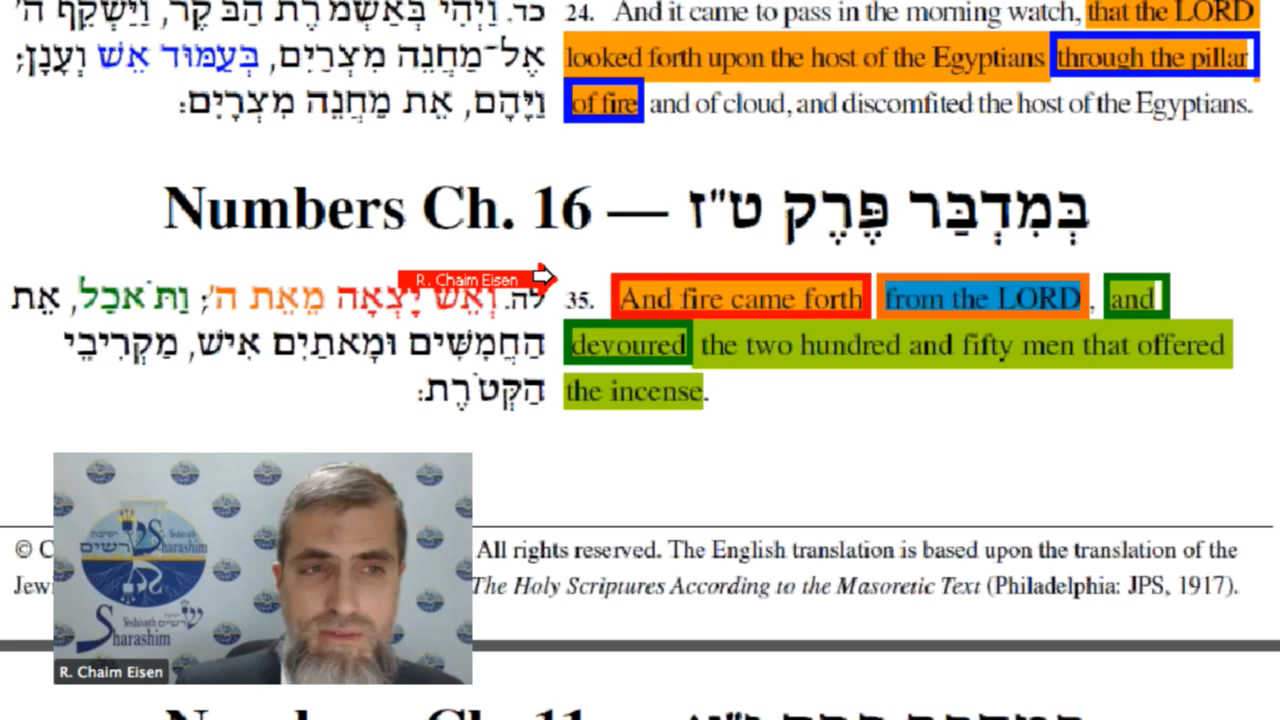 כד. וַיְהִי בְּאַשְׁמֹרֶת הַבֹּקֶר, וַיַּשְׁקֵף ה'
אֶל־מַחֲנֵה מִצְרַיִם, בְּעַמּוּד אֵשׁ וְעָנָן;
וַיָּהָם, אֵת מַחֲנֵה מִצְרָיִם:
24. And it came to pass in the morning watch, that the LORD
looked forth upon the host of the Egyptians through the pillar
of fire and of cloud, and discomfited the host of the Egyptians.
Numbers Ch. 16 — בְּמִדְבַּר פֶּרֶק ט"ז
R. Chaim Eisen
לה. וְאֵשׁ יָצְאָה מֵאֵת ה'; וַתֹּאכַל, אֵת
הַחֲמִשִּׁים וּמָאתַיִם אִישׁ, מַקְרִיבֵי
הַקְּטֹרֶת:
35. And fire came forth from the LORD, and
devoured the two hundred and fifty men that offered
the incense.
© All rights reserved. The English translation is based upon the translation of the
The Holy Scriptures According to the Masoretic Text (Philadelphia: JPS, 1917).
ישיבת שרשים
Yeshivath Sharashim
Yeshivath שרשים
Sharashim
R. Chaim Eisen